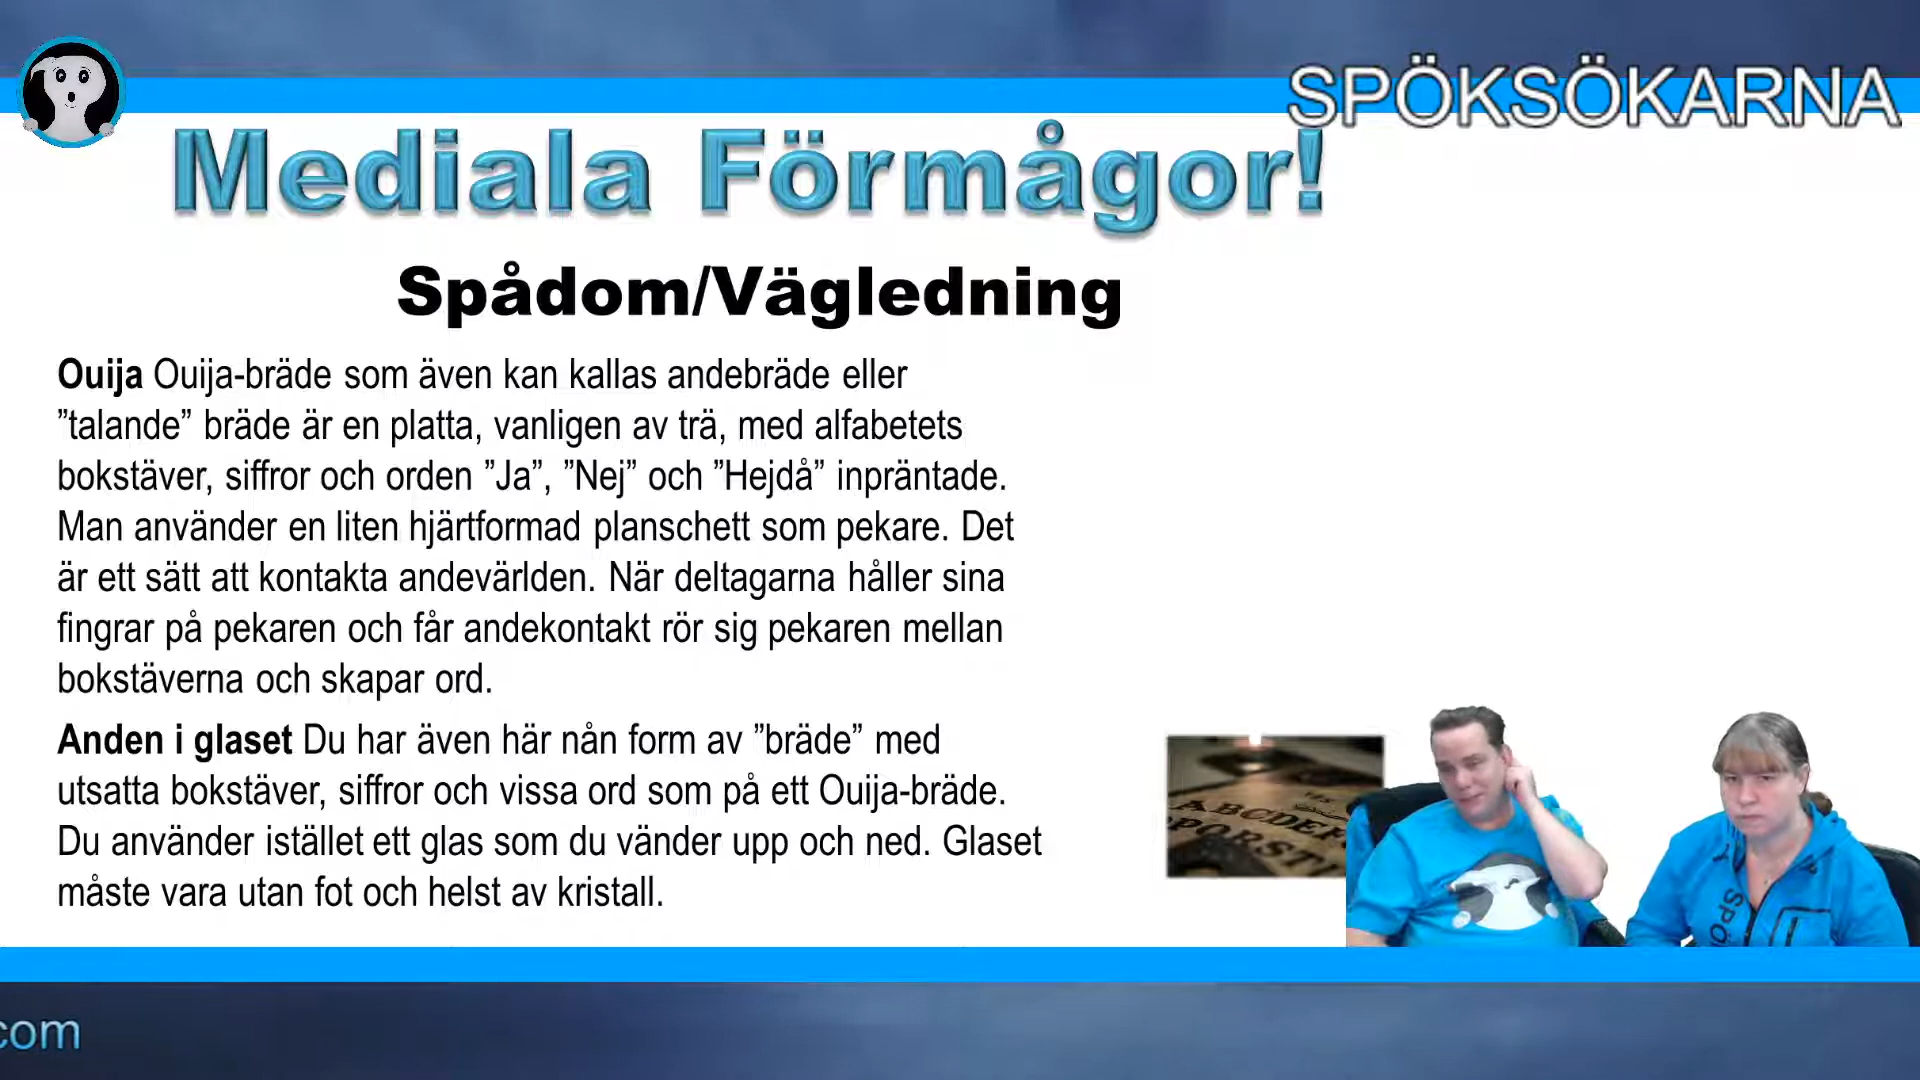 SPÖKSÖKARNA
Mediala Förmågor!
Spådom/Vägledning
Ouija Ouija-bräde som även kan kallas andebräde eller
”talande” bräde är en platta, vanligen av trä, med alfabetets
bokstäver, siffror och orden ”Ja”, ”Nej” och ”Hejdå” inpräntade.
Man använder en liten hjärtformad planschett som pekare. Det
är ett sätt att kontakta andevärlden. När deltagarna håller sina
fingrar på pekaren och får andekontakt rör sig pekaren mellan
bokstäverna och skapar ord.
Anden i glaset Du har även här nån form av ”bräde” med
utsatta bokstäver, siffror och vissa ord som på ett Ouija-bräde.
Du använder istället ett glas som du vänder upp och ned. Glaset
måste vara utan fot och helst av kristall.
ABCDEF
PQRST
SPÖ
com